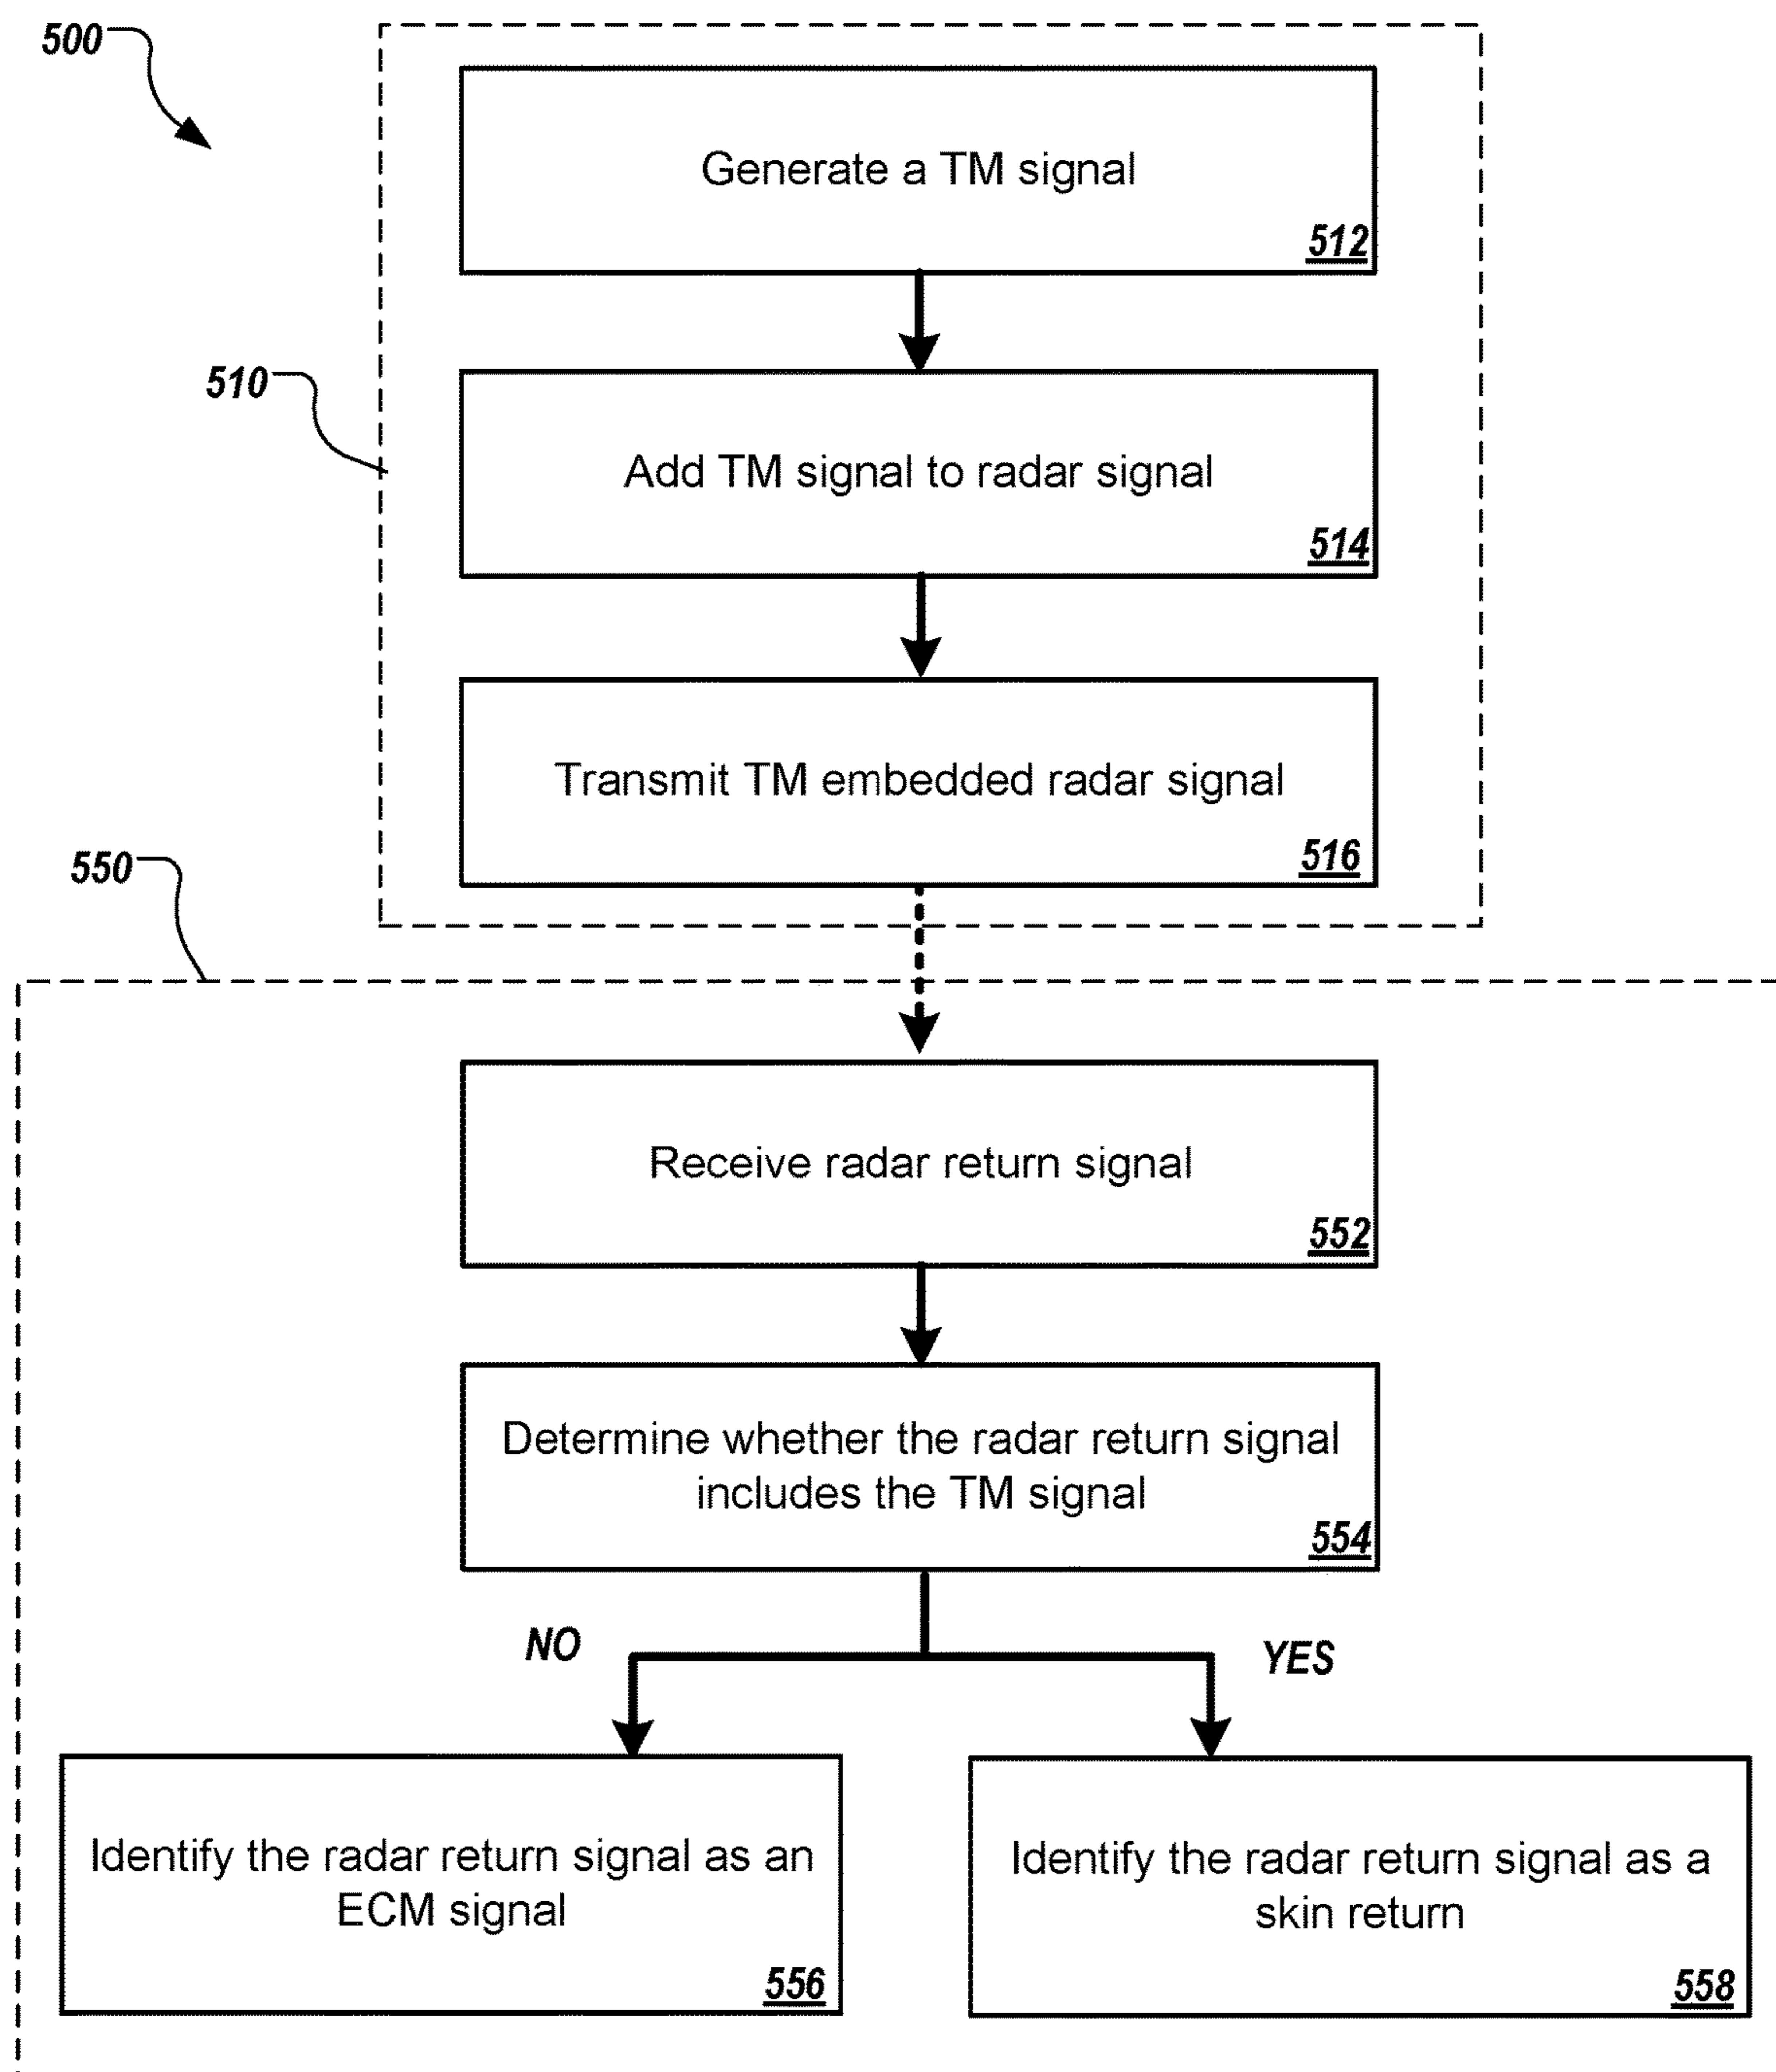 500
Generate a TM signal
512
510
Add TM signal to radar signal
514
Transmit TM embedded radar signal
516
550
Receive radar return signal
552
Determine whether the radar return signal
includes the TM signal
554
NO
YES
Identify the radar return signal as an
ECM signal
556
Identify the radar return signal as a
skin return
558